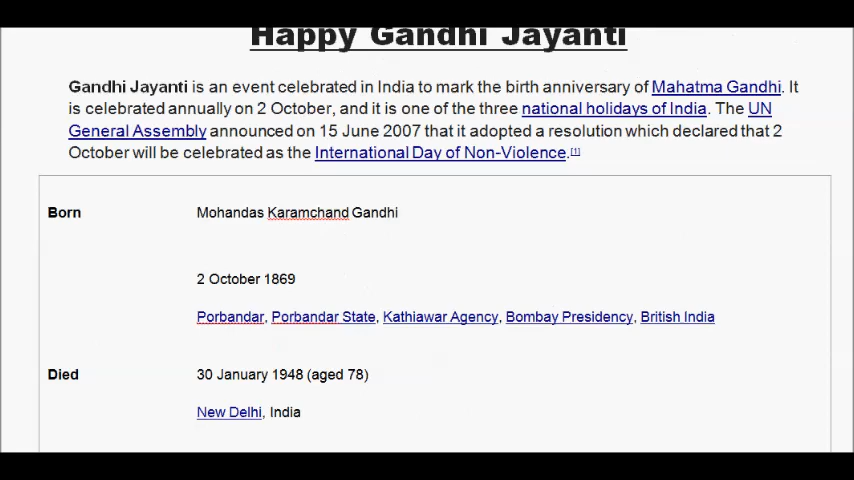 Happy Gandhi Jayanti
Gandhi Jayanti is an event celebrated in India to mark the birth anniversary of Mahatma Gandhi. It
is celebrated annually on 2 October, and it is one of the three national holidays of India. The UN
General Assembly announced on 15 June 2007 that it adopted a resolution which declared that 2
October will be celebrated as the International Day of Non-Violence.[1]
Born Mohandas Karamchand Gandhi
2 October 1869
Porbandar, Porbandar State, Kathiawar Agency, Bombay Presidency, British India
Died 30 January 1948 (aged 78)
New Delhi, India